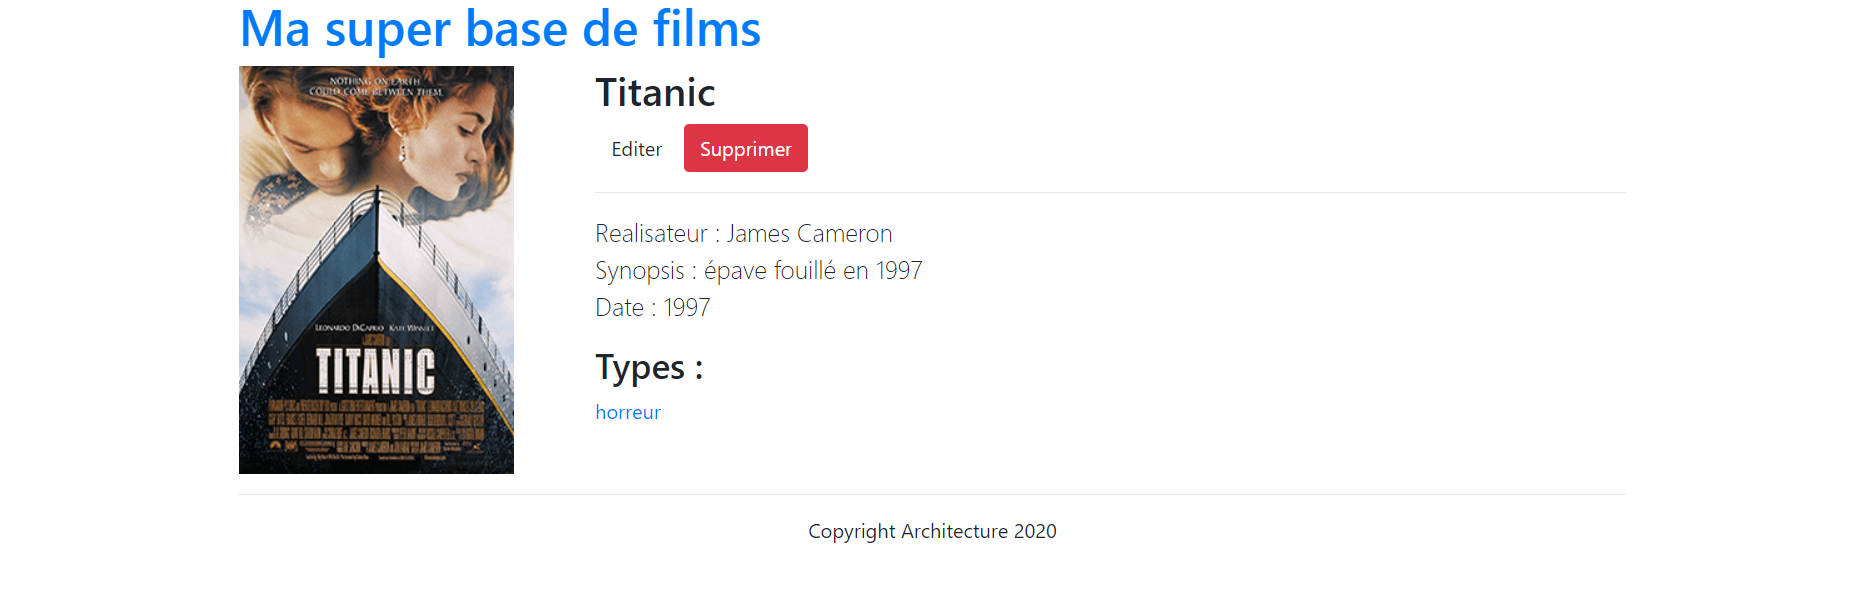 Ma super base de films
NOTHING ON EARTH
COULD COME BETWEEN THEM.
LEONARDO DICAPRIO KATE WINSLET
TITANIC
Titanic
Editer
Supprimer
Realisateur : James Cameron
Synopsis : épave fouillé en 1997
Date : 1997
Types :
horreur
Copyright Architecture 2020